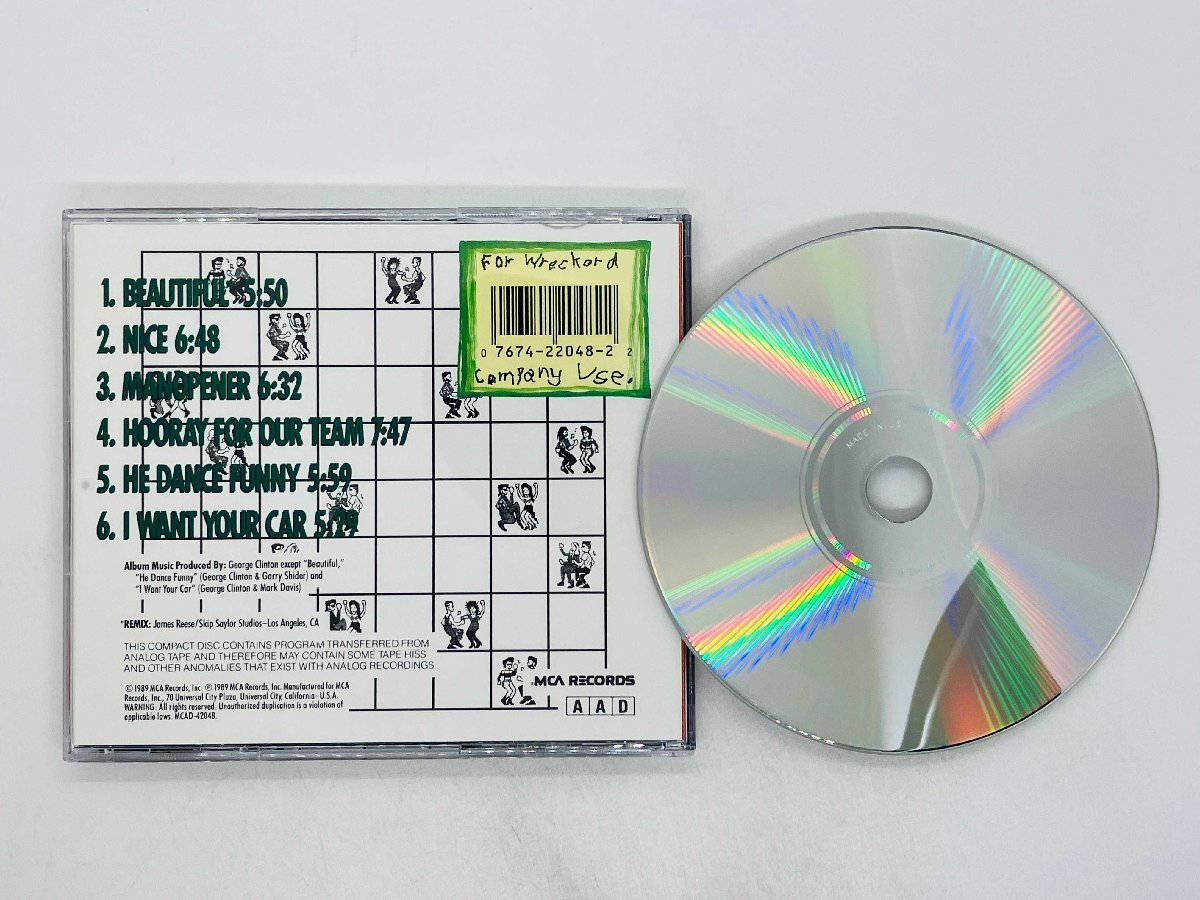 1. BEAUTIFUL* 5:50
2. NICE 6:48
3. MANOPENER 6:32
4. HOORAY FOR OUR TEAM 7:47
5. HE DANCE FUNNY 5:59
6. I WANT YOUR CAR 5:29
For Wreckord
0 7674-22048-2 2
Company Use.
Album Music Produced By: George Clinton except "Beautiful,"
"He Dance Funny" (George Clinton & Garry Shider) and
"I Want Your Car" (George Clinton & Mark Davis)
*REMIX: James Reese/Skip Saylor Studios—Los Angeles, CA
THIS COMPACT DISC CONTAINS PROGRAM TRANSFERRED FROM
ANALOG TAPE AND THEREFORE MAY CONTAIN SOME TAPE HISS
AND OTHER ANOMALIES THAT EXIST WITH ANALOG RECORDINGS
© 1989 MCA Records, Inc. ℗ 1989 MCA Records, Inc. Manufactured for MCA
Records, Inc., 70 Universal City Plaza, Universal City, California—U.S.A.
WARNING: All rights reserved. Unauthorized duplication is a violation of
applicable laws. MCAD-42048.
MCA RECORDS
A A D
MADE IN